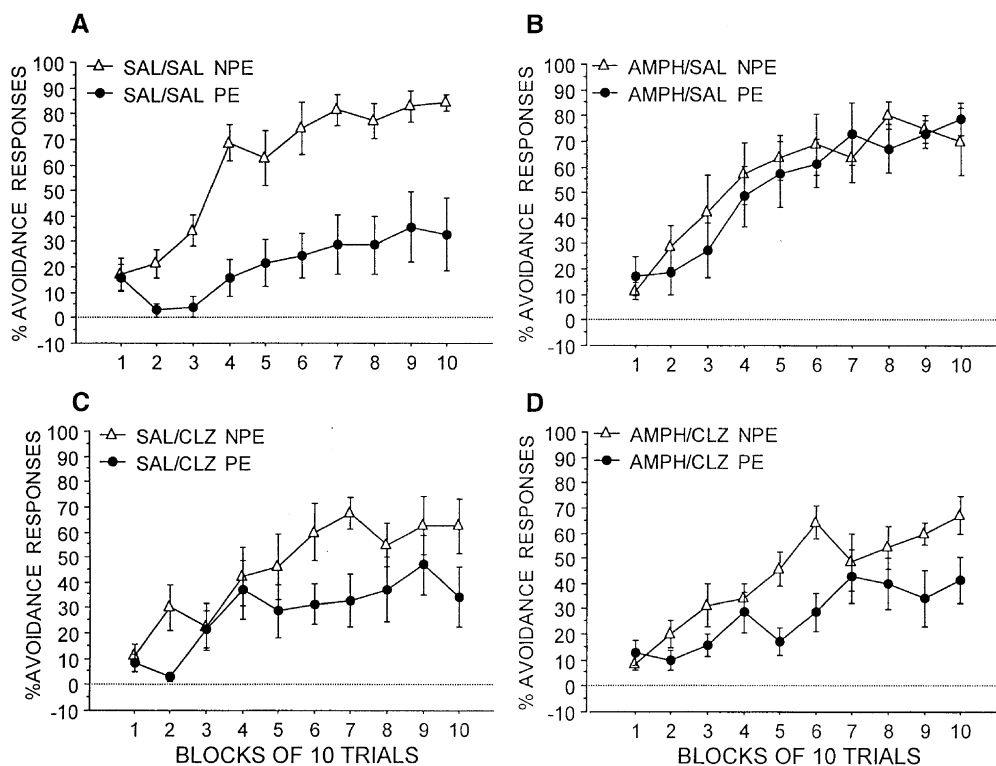 A
SAL/SAL NPE
SAL/SAL PE
% AVOIDANCE RESPONSES
100
90
80
70
60
50
40
30
20
10
0
-10
1 2 3 4 5 6 7 8 9 10
B
AMPH/SAL NPE
AMPH/SAL PE
% AVOIDANCE RESPONSES
100
90
80
70
60
50
40
30
20
10
0
-10
1 2 3 4 5 6 7 8 9 10
C
SAL/CLZ NPE
SAL/CLZ PE
%AVOIDANCE RESPONSES
100
90
80
70
60
50
40
30
20
10
0
-10
1 2 3 4 5 6 7 8 9 10
BLOCKS OF 10 TRIALS
D
AMPH/CLZ NPE
AMPH/CLZ PE
% AVOIDANCE RESPONSES
100
90
80
70
60
50
40
30
20
10
0
-10
1 2 3 4 5 6 7 8 9 10
BLOCKS OF 10 TRIALS